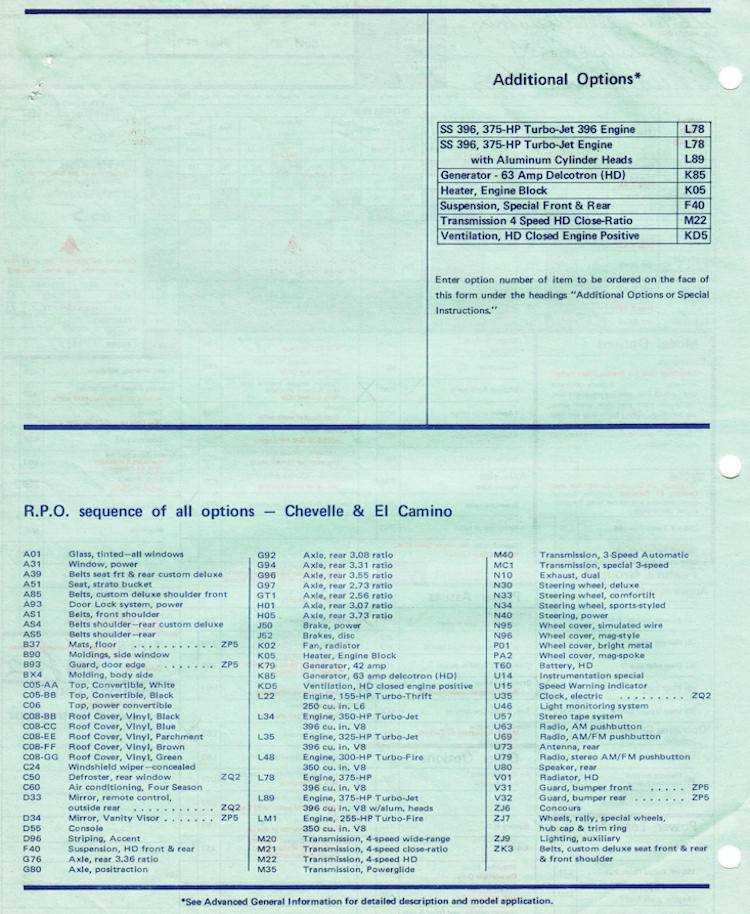 Additional Options*
SS 396, 375-HP Turbo-Jet 396 Engine L78
SS 396, 375-HP Turbo-Jet Engine L78
with Aluminum Cylinder Heads L89
Generator - 63 Amp Delcotron (HD) K85
Heater, Engine Block K05
Suspension, Special Front & Rear F40
Transmission 4 Speed HD Close-Ratio M22
Ventilation, HD Closed Engine Positive KD5
Enter option number of item to be ordered on the face of
this form under the headings "Additional Options or Special
Instructions."
R.P.O. sequence of all options — Chevelle & El Camino
A01 Glass, tinted—all windows
A31 Window, power
A39 Belts seat frt & rear custom deluxe
A51 Seat, strato bucket
A85 Belts, custom deluxe shoulder front
A93 Door Lock system, power
AS1 Belts, front shoulder
AS4 Belts shoulder—rear custom deluxe
AS5 Belts shoulder—rear
B37 Mats, floor . . . . . . . . . . . ZP5
B90 Moldings, side window
B93 Guard, door edge . . . . . . . ZP5
BX4 Molding, body side
C05-AA Top, Convertible, White
C05-BB Top, Convertible, Black
C06 Top, power convertible
C08-BB Roof Cover, Vinyl, Black
C08-CC Roof Cover, Vinyl, Blue
C08-EE Roof Cover, Vinyl, Parchment
C08-FF Roof Cover, Vinyl, Brown
C08-GG Roof Cover, Vinyl, Green
C24 Windshield wiper—concealed
C50 Defroster, rear window ZQ2
C60 Air conditioning, Four Season
D33 Mirror, remote control,
outside rear . . . . . . . . . . . ZQ2
D34 Mirror, Vanity Visor . . . . . . . ZP5
D55 Console
D96 Striping, Accent
F40 Suspension, HD front & rear
G76 Axle, rear 3.36 ratio
G80 Axle, positraction
G92 Axle, rear 3.08 ratio
G94 Axle, rear 3.31 ratio
G96 Axle, rear 3.55 ratio
G97 Axle, rear 2.73 ratio
GT1 Axle, rear 2.56 ratio
H01 Axle, rear 3.07 ratio
H05 Axle, rear 3.73 ratio
J50 Brake, power
J52 Brakes, disc
K02 Fan, radiator
K05 Heater, Engine Block
K79 Generator, 42 amp
K85 Generator, 63 amp delcotron (HD)
KD5 Ventilation, HD closed engine positive
L22 Engine, 155-HP Turbo-Thrift
250 cu. in. L6
L34 Engine, 350-HP Turbo-Jet
396 cu. in. V8
L35 Engine, 325-HP Turbo-Jet
396 cu. in. V8
L48 Engine, 300-HP Turbo-Fire
350 cu. in. V8
L78 Engine, 375-HP
396 cu. in. V8
L89 Engine, 375-HP Turbo-Jet
396 cu. in. V8 w/alum. heads
LM1 Engine, 255-HP Turbo-Fire
350 cu. in. V8
M20 Transmission, 4-speed wide-range
M21 Transmission, 4-speed close-ratio
M22 Transmission, 4-speed HD
M35 Transmission, Powerglide
M40 Transmission, 3-Speed Automatic
MC1 Transmission, special 3-speed
N10 Exhaust, dual
N30 Steering wheel, deluxe
N33 Steering wheel, comfortilt
N34 Steering wheel, sports-styled
N40 Steering, power
N95 Wheel cover, simulated wire
N96 Wheel cover, mag-style
P01 Wheel cover, bright metal
PA2 Wheel cover, mag-spoke
T60 Battery, HD
U14 Instrumentation special
U15 Speed Warning indicator
U35 Clock, electric . . . . . . . . . ZQ2
U46 Light monitoring system
U57 Stereo tape system
U63 Radio, AM pushbutton
U69 Radio, AM/FM pushbutton
U73 Antenna, rear
U79 Radio, stereo AM/FM pushbutton
U80 Speaker, rear
V01 Radiator, HD
V31 Guard, bumper front . . . . . ZP5
V32 Guard, bumper rear . . . . . . . ZP5
ZJ6 Concours
ZJ7 Wheels, rally, special wheels,
hub cap & trim ring
ZJ9 Lighting, auxiliary
ZK3 Belts, custom deluxe seat front & rear
& front shoulder
*See Advanced General Information for detailed description and model application.